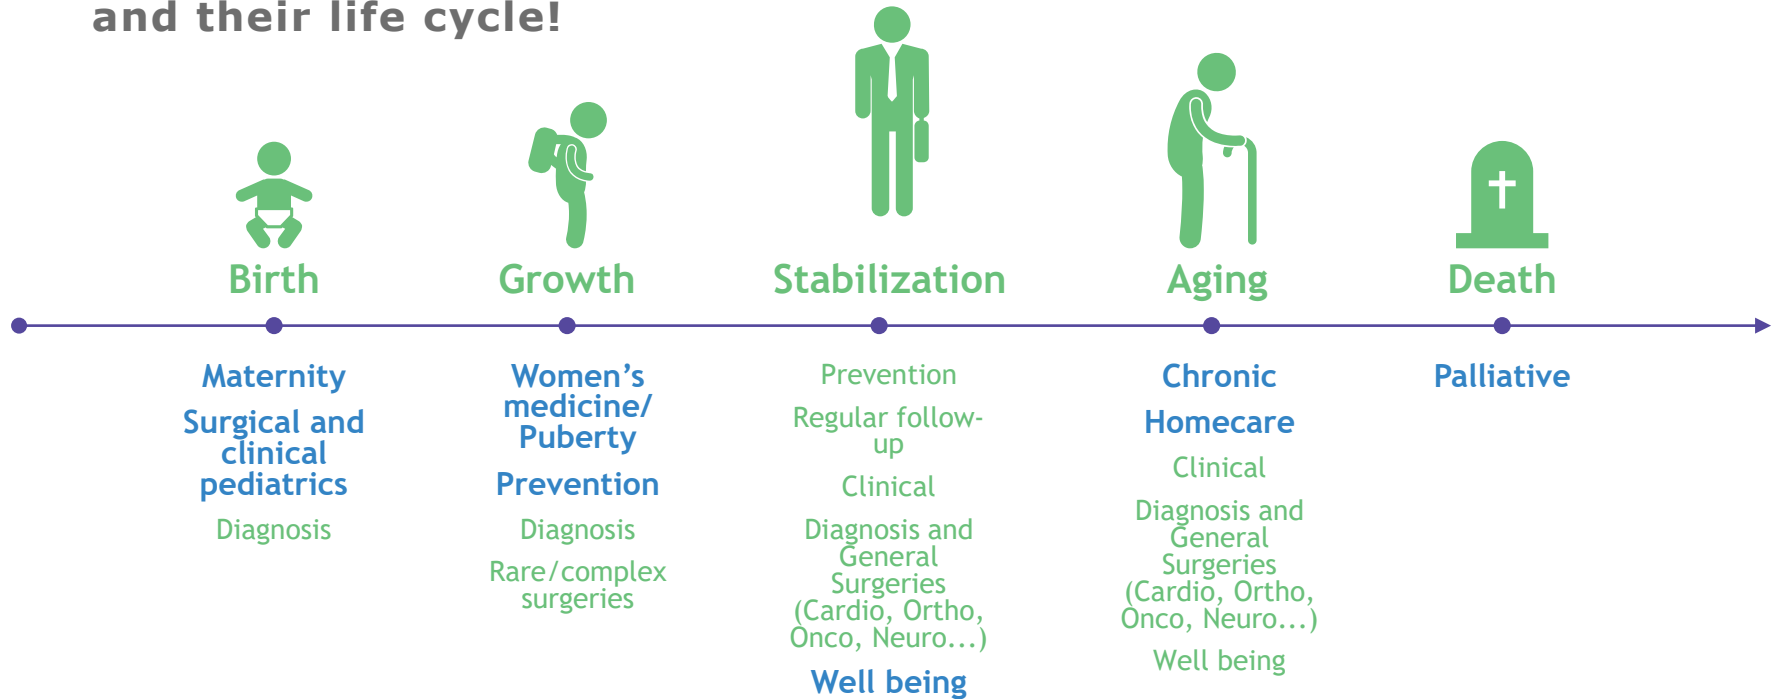 and their life cycle!
Birth
Growth
Stabilization
Aging
Death
Maternity
Surgical and
clinical
pediatrics
Diagnosis
Women’s
medicine/
Puberty
Prevention
Diagnosis
Rare/complex
surgeries
Prevention
Regular follow-
up
Clinical
Diagnosis and
General
Surgeries
(Cardio, Ortho,
Onco, Neuro...)
Well being
Chronic
Homecare
Clinical
Diagnosis and
General
Surgeries
(Cardio, Ortho,
Onco, Neuro...)
Well being
Palliative